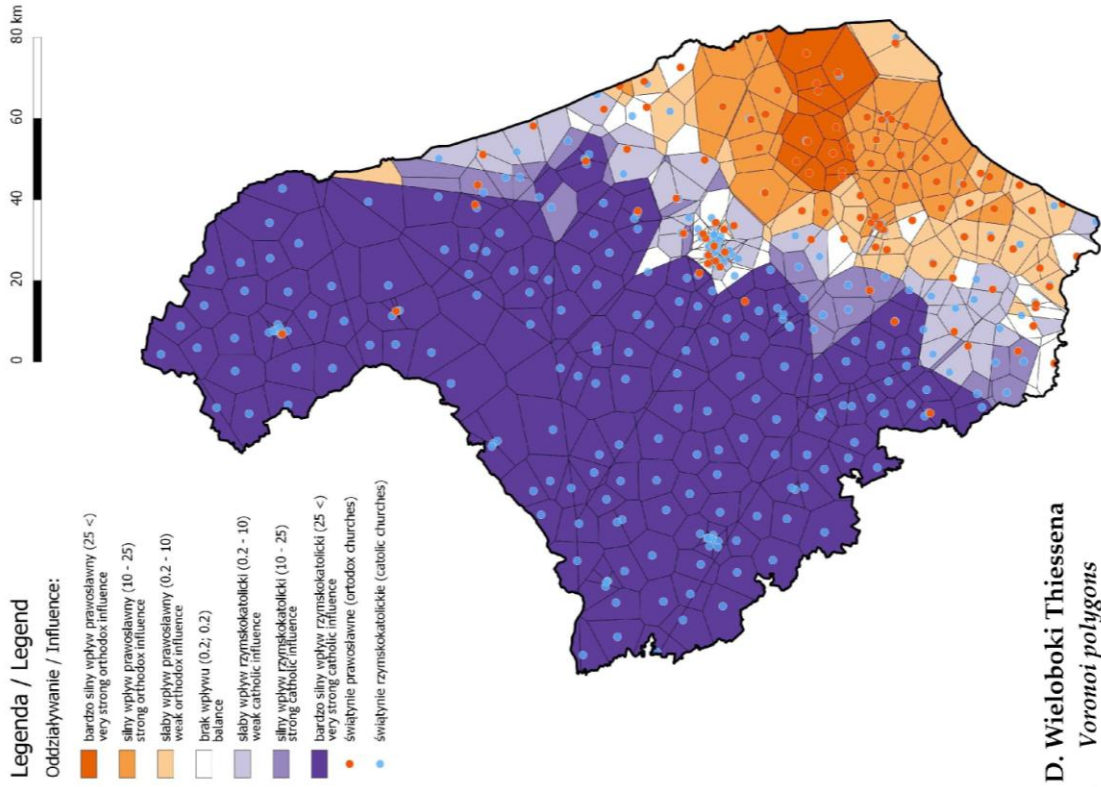 Legenda / Legend
Oddziaływanie / Influence:
bardzo silny wpływ prawosławny (25 <)
very strong orthodox influence
silny wpływ prawosławny (10 - 25)
strong orthodox influence
słaby wpływ prawosławny (0.2 - 10)
weak orthodox influence
brak wpływu (0.2; 0.2)
balance
słaby wpływ rzymskokatolicki (0.2 - 10)
weak catholic influence
silny wpływ rzymskokatolicki (10 - 25)
strong catholic influence
bardzo silny wpływ rzymskokatolicki (25 <)
very strong catholic influence
świątynie prawosławne (ortodox churches)
świątynie rzymskokatolickie (catolic churches)
0 20 40 60 80 km
D. Wieloboki Thiessena
Voronoi polygons